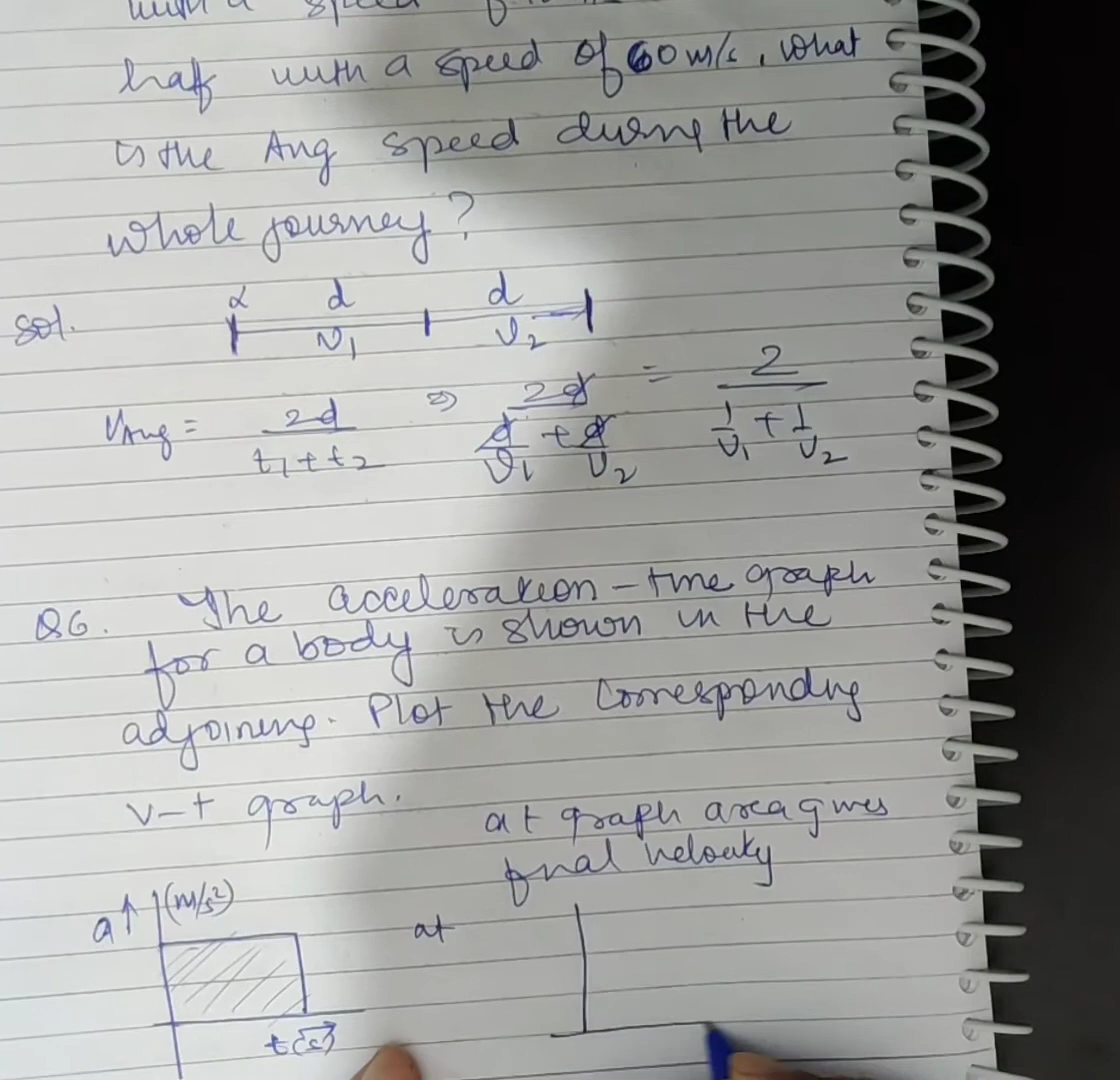 with a speed
half with a speed of 60 m/s, what
is the Avg speed during the
whole journey?
Sol.
d d
v₁ v₂
VAvg = 2d / t₁ + t₂ ⇒ 2d / d/v₁ + d/v₂ = 2 / 1/v₁ + 1/v₂
Q6. The acceleration - time graph
for a body is shown in the
adjoining. Plot the corresponding
v-t graph.
at graph area gives
final velocity
a↑ (m/s²)
at
t(s)